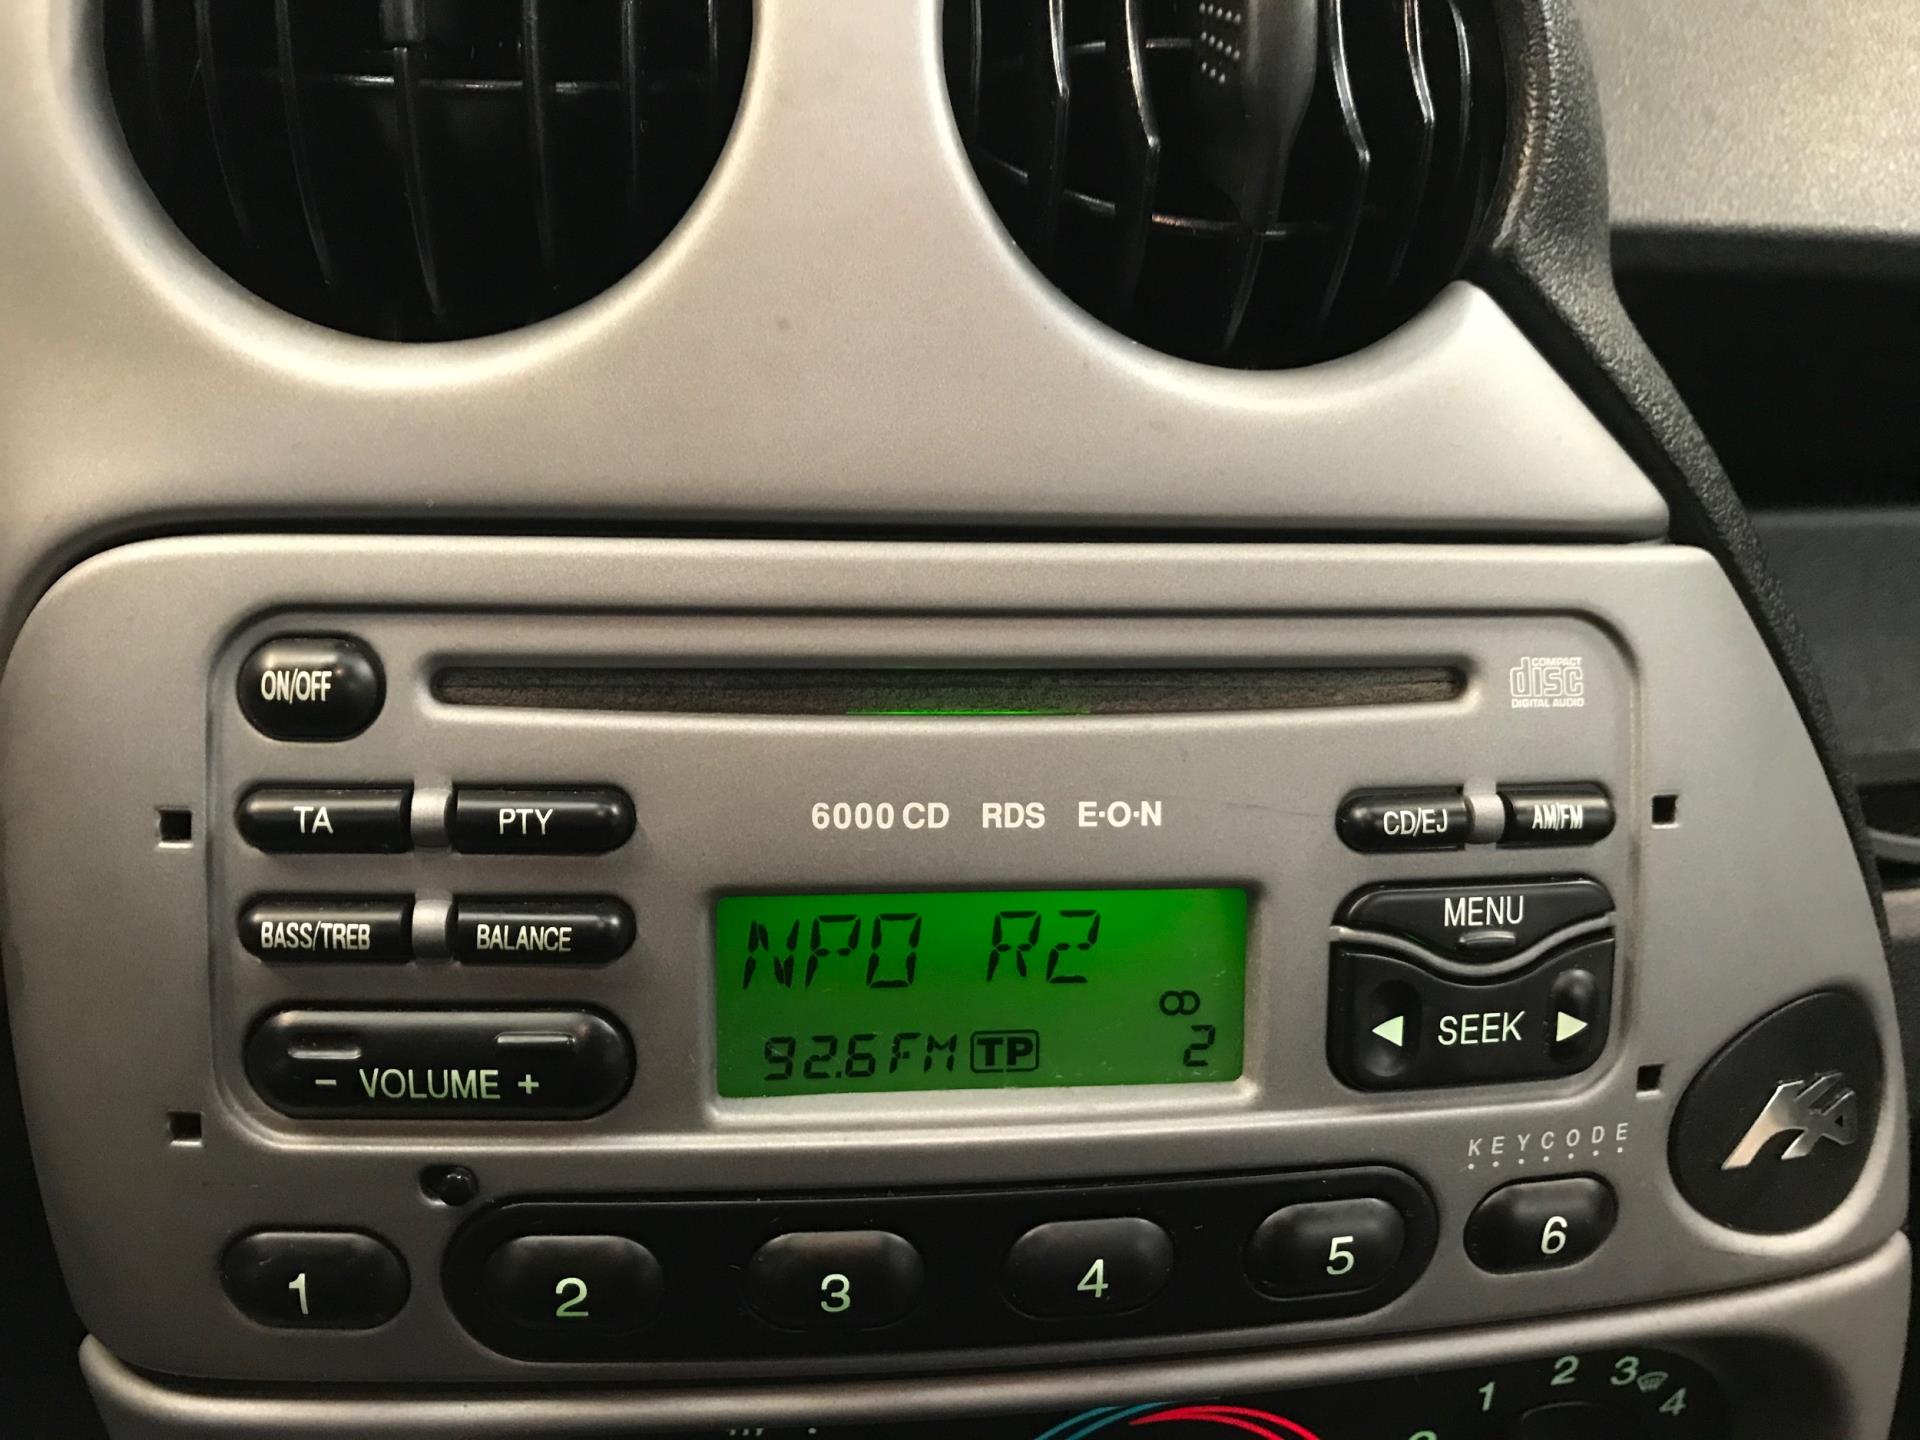 ON/OFF
COMPACT
disc
DIGITAL AUDIO
TA PTY
6000 CD RDS E·O·N
CD/EJ AM/FM
BASS/TREB BALANCE
NPO R2
MENU
92.6 FM TP 2
SEEK
– VOLUME +
KEYCODE
KA
1 2 3 4 5 6
1 2 3 4